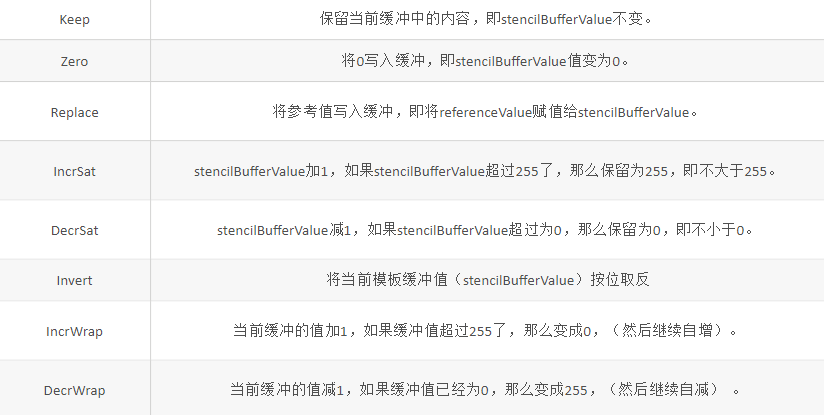 Keep 保留当前缓冲中的内容，即stencilBufferValue不变。
Zero 将0写入缓冲，即stencilBufferValue值变为0。
Replace 将参考值写入缓冲，即将referenceValue赋值给stencilBufferValue。
IncrSat stencilBufferValue加1，如果stencilBufferValue超过255了，那么保留为255，即不大于255。
DecrSat stencilBufferValue减1，如果stencilBufferValue超过为0，那么保留为0，即不小于0。
Invert 将当前模板缓冲值（stencilBufferValue）按位取反
IncrWrap 当前缓冲的值加1，如果缓冲值超过255了，那么变成0，（然后继续自增）。
DecrWrap 当前缓冲的值减1，如果缓冲值已经为0，那么变成255，（然后继续自减） 。